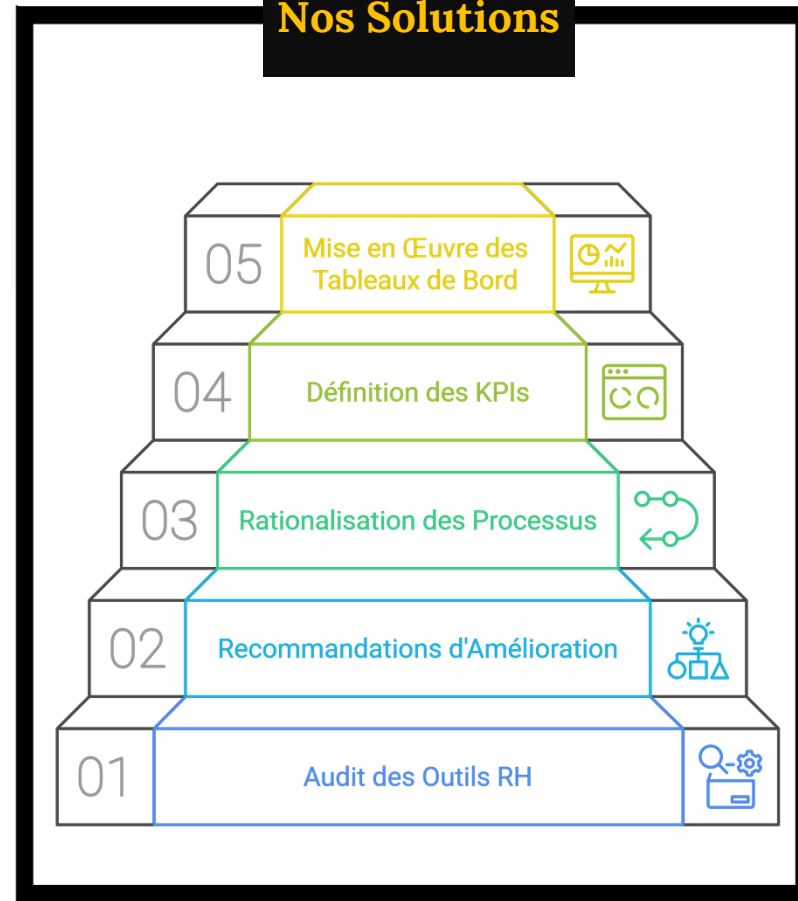 Nos Solutions
05
Mise en Œuvre des
Tableaux de Bord
04
Définition des KPIs
03
Rationalisation des Processus
02
Recommandations d'Amélioration
01
Audit des Outils RH